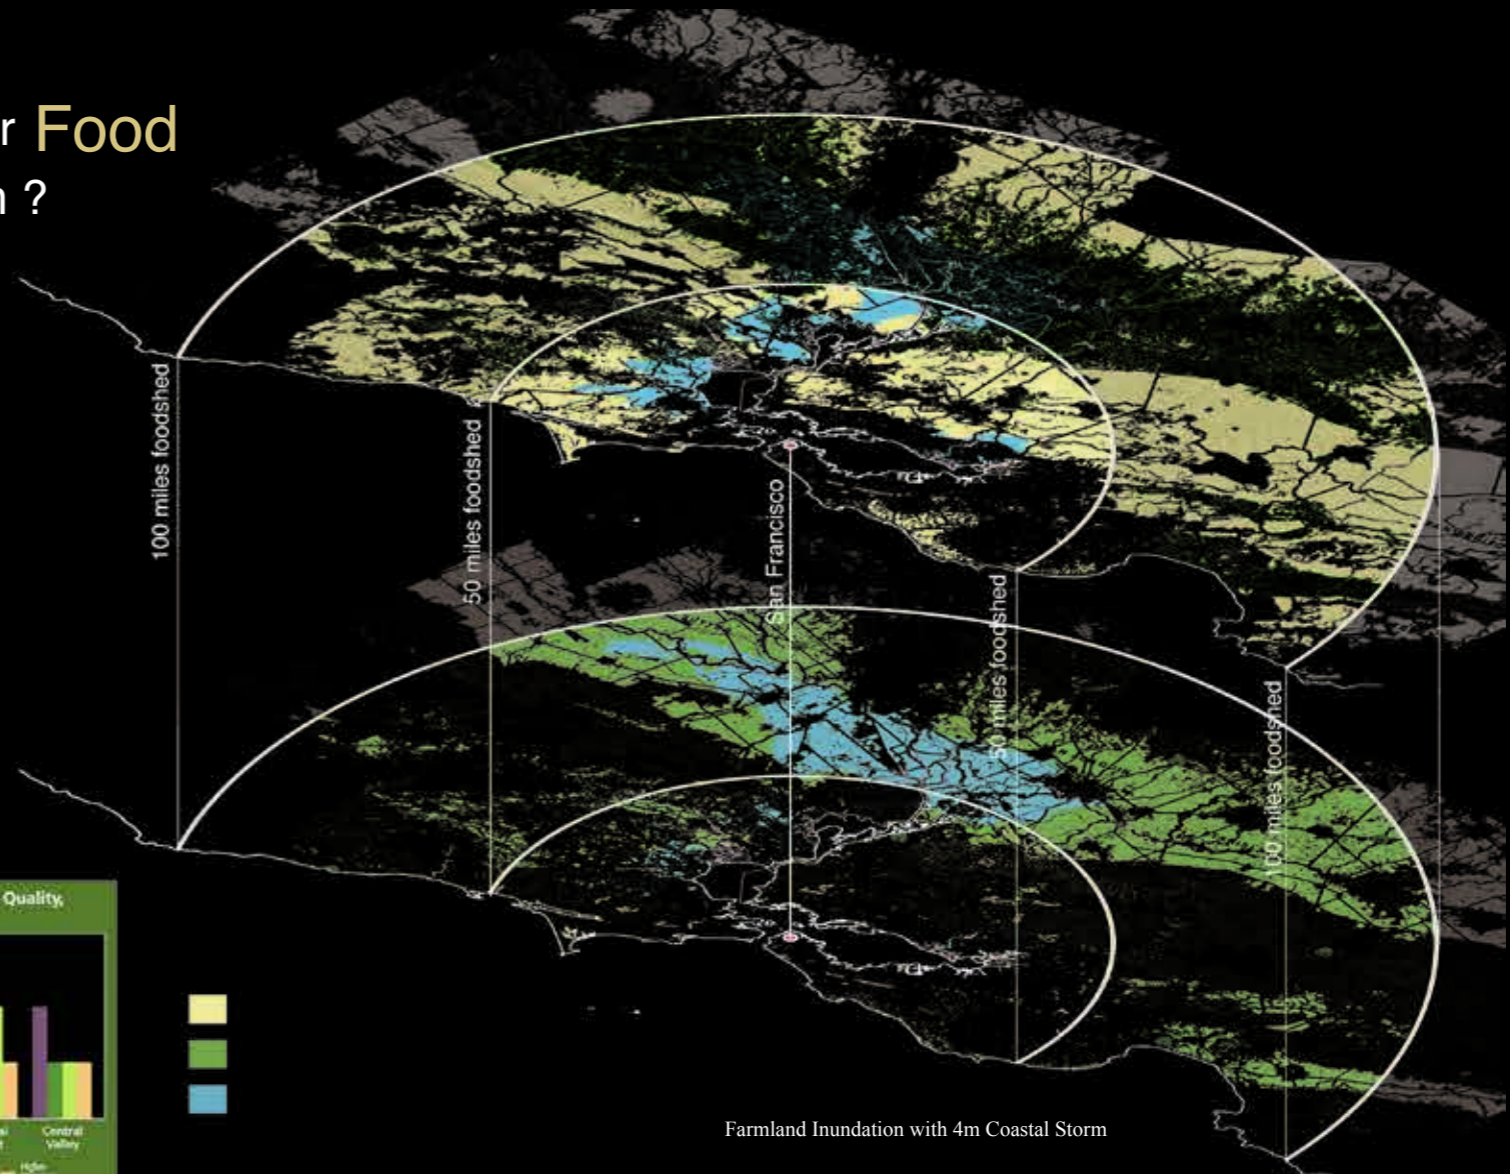 r Food
n ?
100 miles foodshed
50 miles foodshed
San Francisco
50 miles foodshed
100 miles foodshed
Quality,
Central
Valley
Higher
Farmland Inundation with 4m Coastal Storm